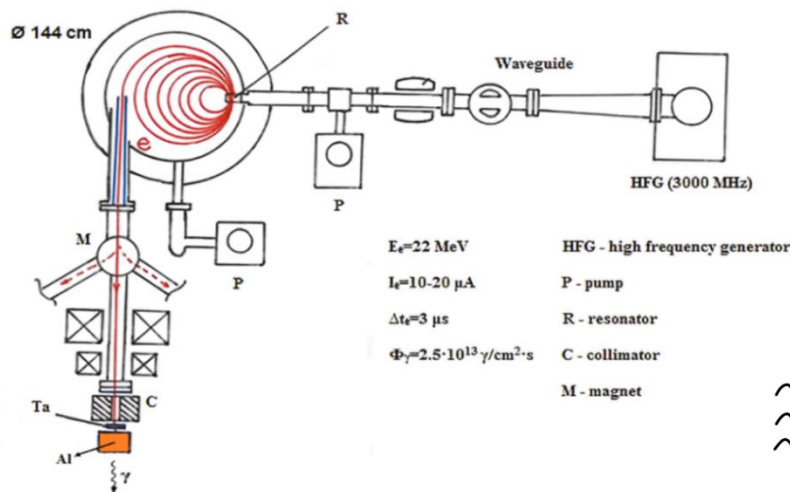 Ø 144 cm
R
Waveguide
e
P
HFG (3000 MHz)
M
P
Eₑ=22 MeV
HFG - high frequency generator
Iₑ=10-20 µA
P - pump
Δtₑ=3 µs
R - resonator
Φγ=2.5·10¹³ γ/cm²·s
C - collimator
M - magnet
C
Ta
Al
γ